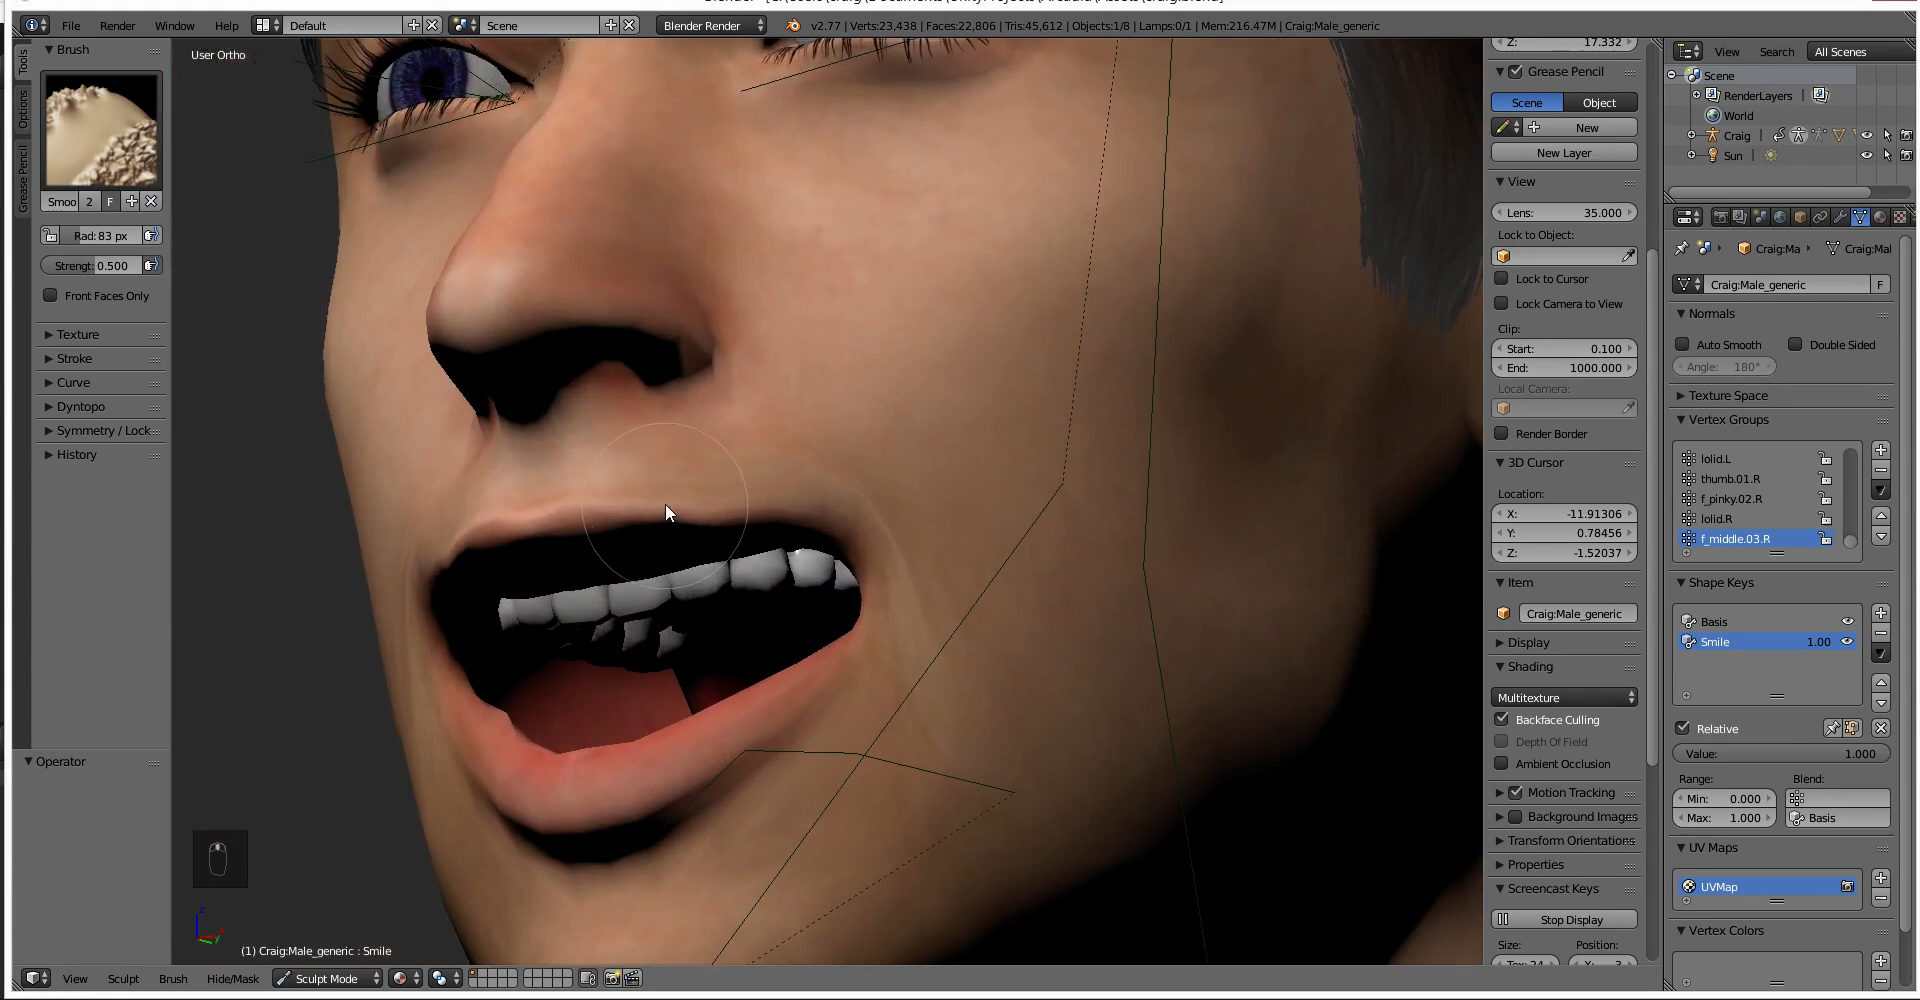 File Render Window Help Default Scene Blender Render v2.77 | Verts:23,438 | Faces:22,806 | Tris:45,612 | Objects:1/8 | Lamps:0/1 | Mem:216.47M | Craig:Male_generic
Tools
Options
Grease Pencil
Brush
Smoo 2 F
Rad: 83 px
Strengt: 0.500
Front Faces Only
Texture
Stroke
Curve
Dyntopo
Symmetry / Lock
History
Operator
User Ortho
(1) Craig:Male_generic : Smile
View Sculpt Brush Hide/Mask Sculpt Mode
Z: 17.332
Grease Pencil
Scene Object
New
New Layer
View
Lens: 35.000
Lock to Object:
Lock to Cursor
Lock Camera to View
Clip:
Start: 0.100
End: 1000.000
Local Camera:
Render Border
3D Cursor
Location:
X: -11.91306
Y: 0.78456
Z: -1.52037
Item
Craig:Male_generic
Display
Shading
Multitexture
Backface Culling
Depth Of Field
Ambient Occlusion
Motion Tracking
Background Images
Transform Orientations
Properties
Screencast Keys
Stop Display
Size: Position:
View Search All Scenes
Scene
RenderLayers |
World
Craig |
Sun |
Craig:Ma Craig:Mal
Craig:Male_generic F
Normals
Auto Smooth Double Sided
Angle: 180°
Texture Space
Vertex Groups
lolid.L
thumb.01.R
f_pinky.02.R
lolid.R
f_middle.03.R
Shape Keys
Basis
Smile 1.00
Relative
Value: 1.000
Range: Blend:
Min: 0.000
Max: 1.000 Basis
UV Maps
UVMap
Vertex Colors